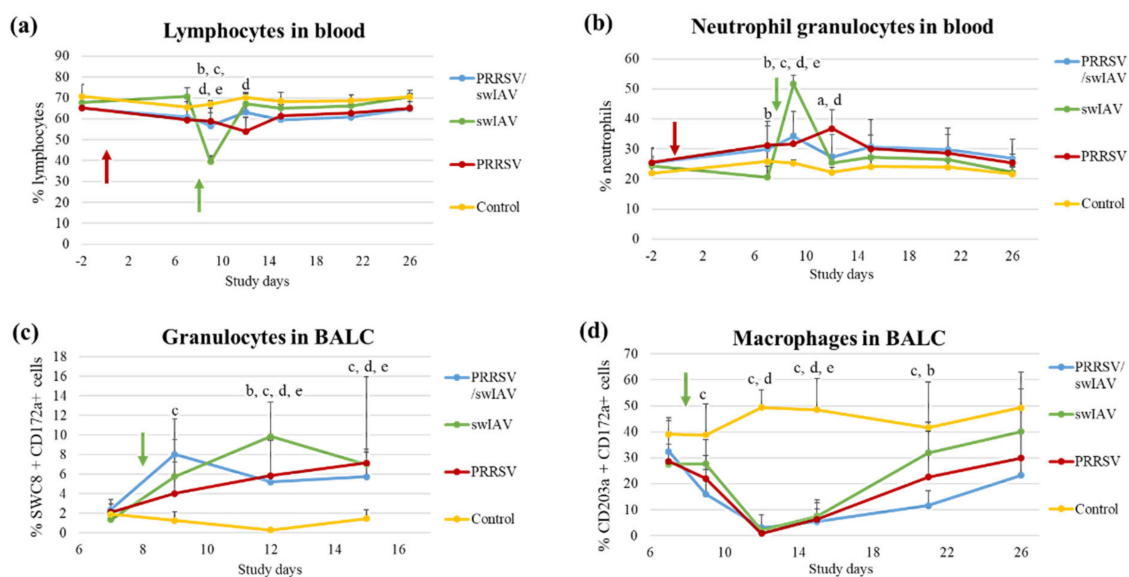 (a)
Lymphocytes in blood
% lymphocytes
90
80
70
60
50
40
30
20
10
0
b, c,
d, e
d
-2 2 6 10 14 18 22 26
Study days
PRRSV/
swIAV
swIAV
PRRSV
Control
(b)
Neutrophil granulocytes in blood
% neutrophils
60
50
40
30
20
10
0
b, c, d, e
b
a, d
-2 2 6 10 14 18 22 26
Study days
PRRSV
/swIAV
swIAV
PRRSV
Control
(c)
Granulocytes in BALC
% SWC8 + CD172a+ cells
18
16
14
12
10
8
6
4
2
0
c
b, c, d, e
c, d, e
6 8 10 12 14 16
Study days
PRRSV
/swIAV
swIAV
PRRSV
Control
(d)
Macrophages in BALC
% CD203a + CD172a+ cells
70
60
50
40
30
20
10
0
c
c, d
c, d, e
c, b
6 10 14 18 22 26
Study days
PRRSV/
swIAV
swIAV
PRRSV
Control